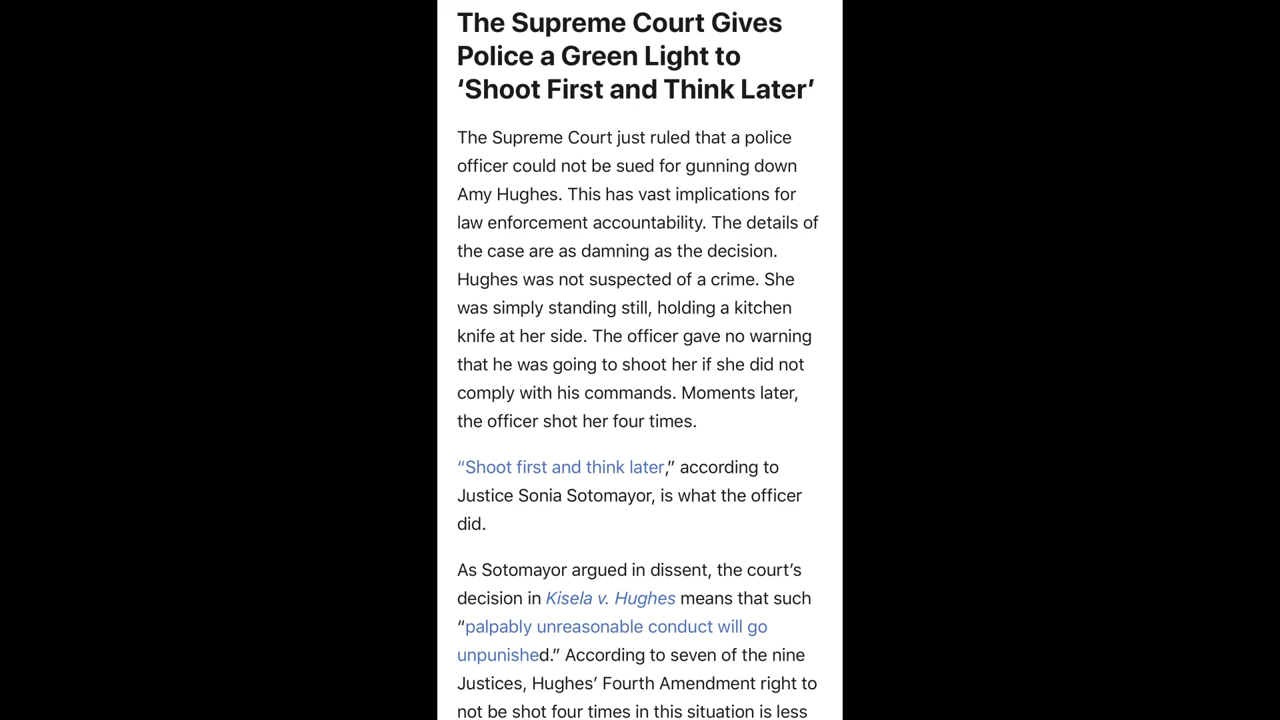 The Supreme Court Gives
Police a Green Light to
‘Shoot First and Think Later’
The Supreme Court just ruled that a police
officer could not be sued for gunning down
Amy Hughes. This has vast implications for
law enforcement accountability. The details of
the case are as damning as the decision.
Hughes was not suspected of a crime. She
was simply standing still, holding a kitchen
knife at her side. The officer gave no warning
that he was going to shoot her if she did not
comply with his commands. Moments later,
the officer shot her four times.
“Shoot first and think later,” according to
Justice Sonia Sotomayor, is what the officer
did.
As Sotomayor argued in dissent, the court’s
decision in Kisela v. Hughes means that such
“palpably unreasonable conduct will go
unpunished.” According to seven of the nine
Justices, Hughes’ Fourth Amendment right to
not be shot four times in this situation is less